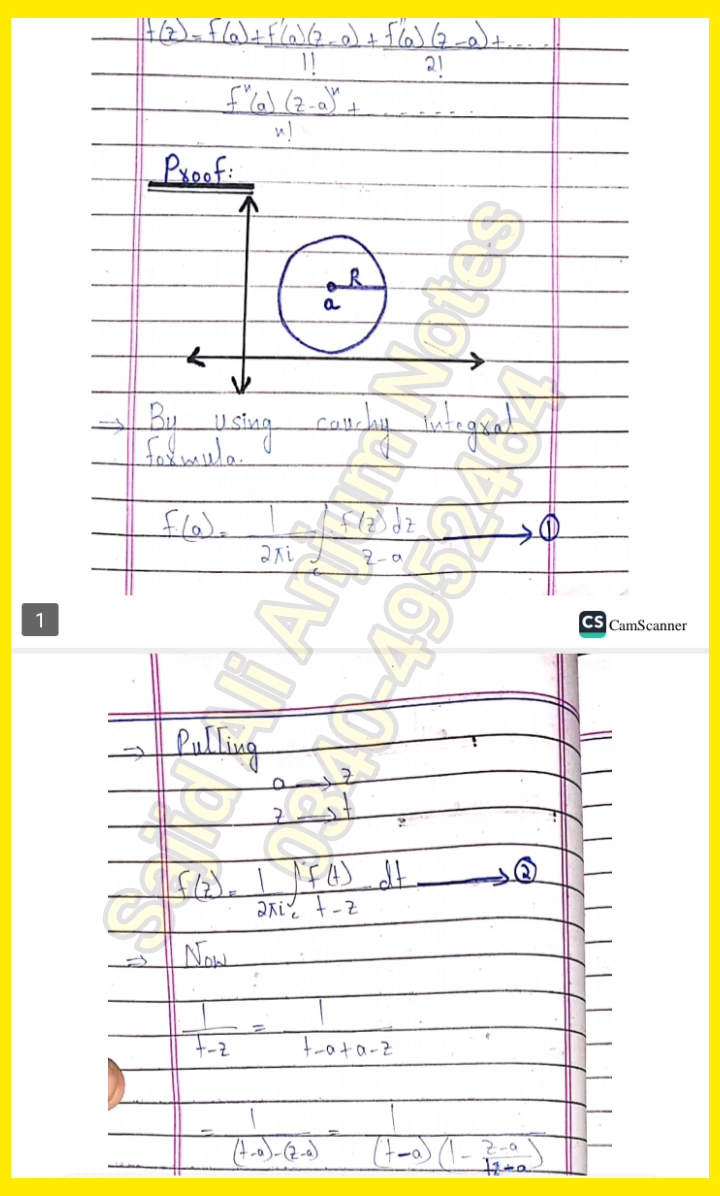 f(z) = f(a) + f'(a)(z-a)/1! + f''(a)(z-a)/2! + .....
fⁿ(a)(z-a)ⁿ/n! + .......
Proof:
R
a
→ By using cauchy integral
formula.
f(a) = 1/2πi ∫c f(z)dz/z-a → ①
1
CS CamScanner
→ Putting
a → z
z → t
f(z) = 1/2πi ∫c f(t)/t-z dt → ②
⇒ Now
1/t-z = 1/t-a+a-z
= 1/(t-a)-(z-a) = 1/(t-a)(1 - z-a/t-a)
Sajid Ali Anjum Notes
0340-4952464